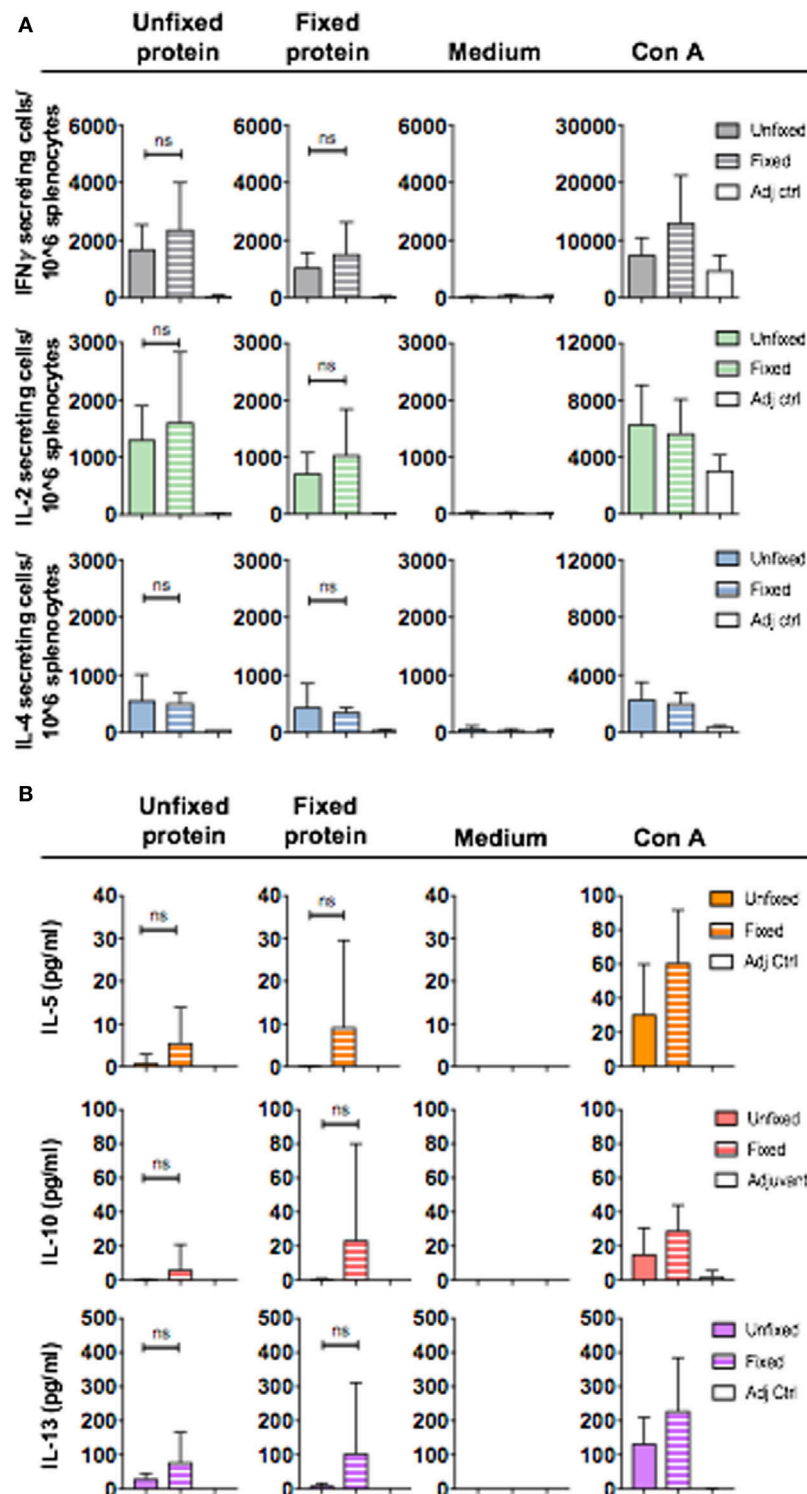 A
Unfixed protein
Fixed protein
Medium
Con A
IFNγ secreting cells/
10^6 splenocytes
6000
4000
2000
0
ns
6000
4000
2000
0
ns
6000
4000
2000
0
30000
20000
10000
0
Unfixed
Fixed
Adj ctrl
IL-2 secreting cells/
10^6 splenocytes
3000
2000
1000
0
ns
3000
2000
1000
0
ns
3000
2000
1000
0
12000
8000
4000
0
Unfixed
Fixed
Adj ctrl
IL-4 secreting cells/
10^6 splenocytes
3000
2000
1000
0
ns
3000
2000
1000
0
ns
3000
2000
1000
0
12000
8000
4000
0
Unfixed
Fixed
Adj ctrl
B
Unfixed protein
Fixed protein
Medium
Con A
IL-5 (pg/ml)
40
30
20
10
0
ns
40
30
20
10
0
ns
40
30
20
10
0
100
80
60
40
20
0
Unfixed
Fixed
Adj Ctrl
IL-10 (pg/ml)
100
80
60
40
20
0
ns
100
80
60
40
20
0
ns
100
80
60
40
20
0
100
80
60
40
20
0
Unfixed
Fixed
Adjuvant
IL-13 (pg/ml)
500
400
300
200
100
0
ns
500
400
300
200
100
0
ns
500
400
300
200
100
0
500
400
300
200
100
0
Unfixed
Fixed
Adj Ctrl